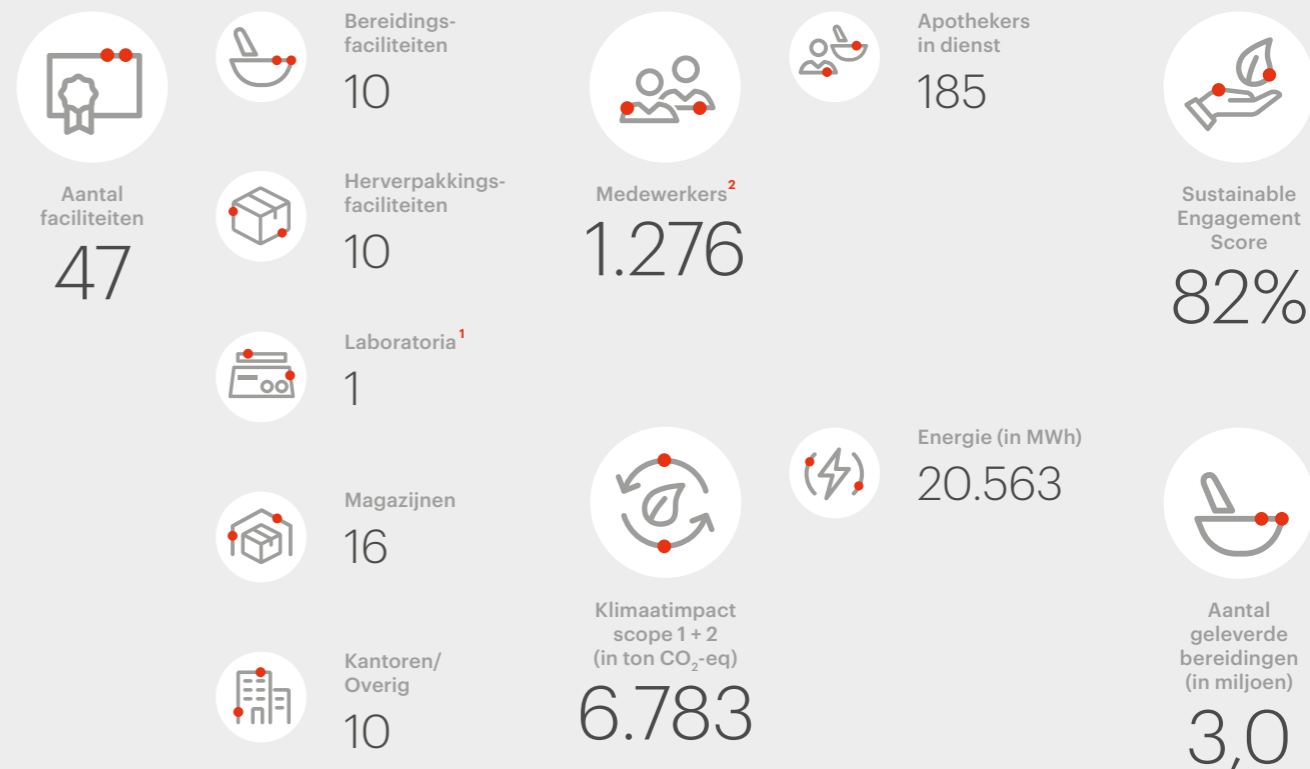 Aantal
faciliteiten
47
Bereidings-
faciliteiten
10
Herverpakkings-
faciliteiten
10
Laboratoria¹
1
Magazijnen
16
Kantoren/
Overig
10
Medewerkers²
1.276
Apothekers
in dienst
185
Klimaatimpact
scope 1 + 2
(in ton CO₂-eq)
6.783
Energie (in MWh)
20.563
Sustainable
Engagement
Score
82%
Aantal
geleverde
bereidingen
(in miljoen)
3,0